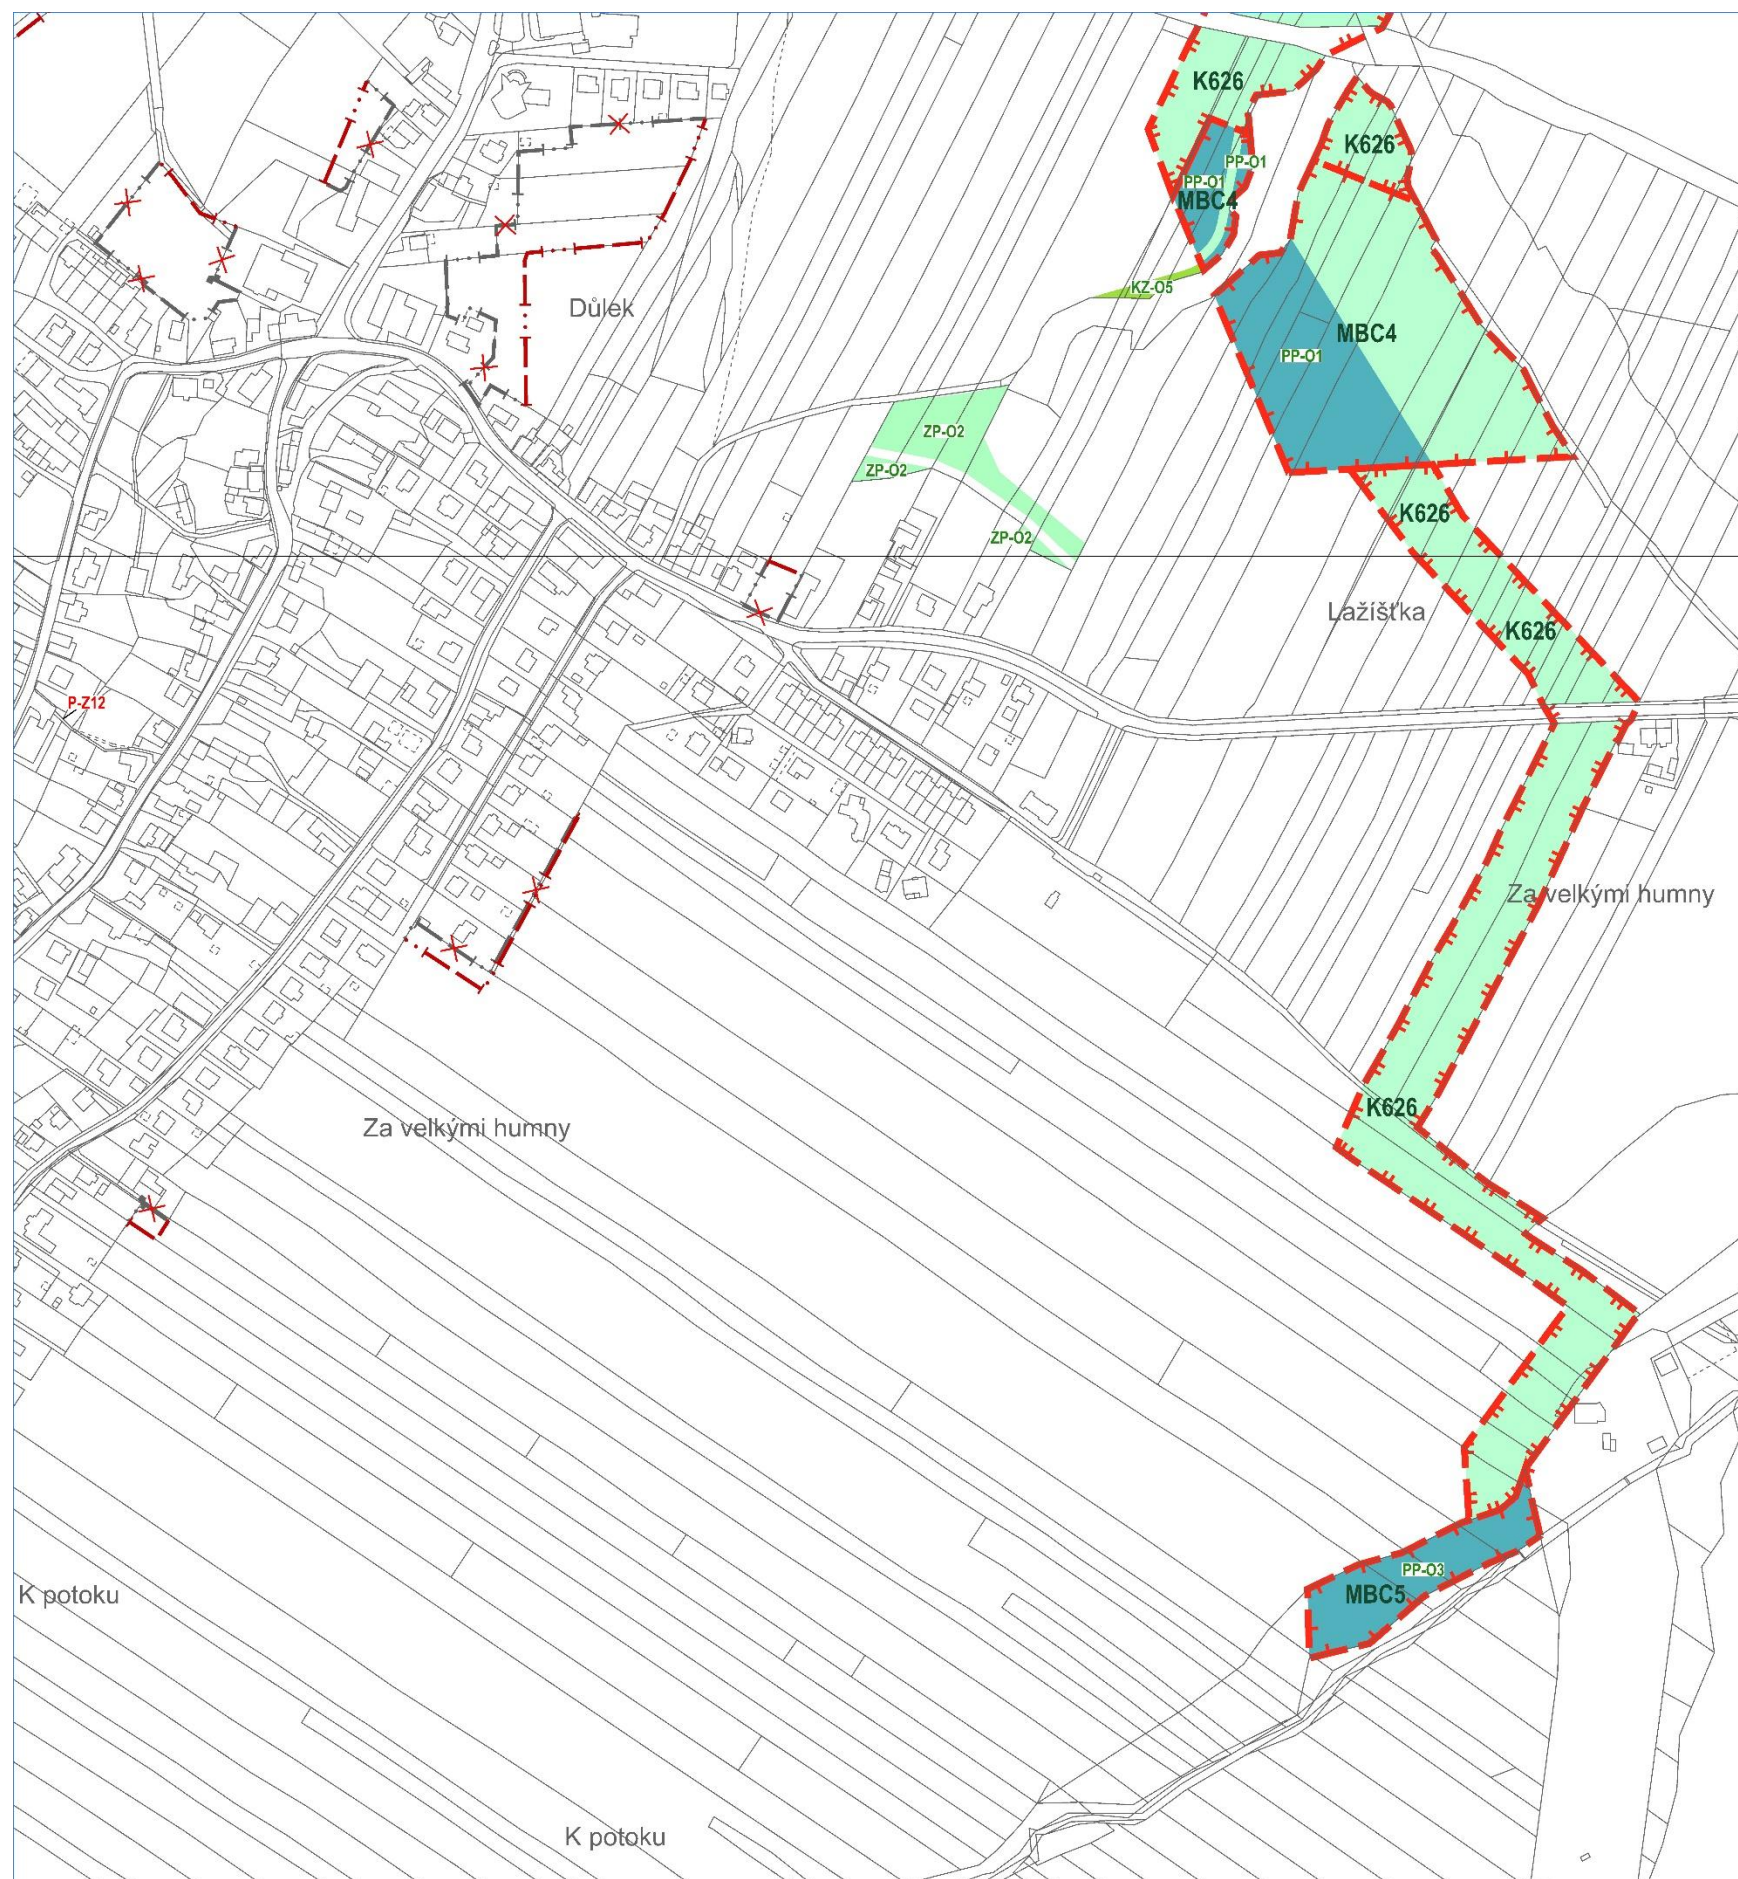 K626
K626
PP-O1
PP-O1
MBC4
KZ-O5
Důlek
MBC4
PP-O1
ZP-O2
ZP-O2
K626
ZP-O2
Lažíšťka
K626
P-Z12
Za velkými humny
K626
Za velkými humny
PP-O3
MBC5
K potoku
K potoku